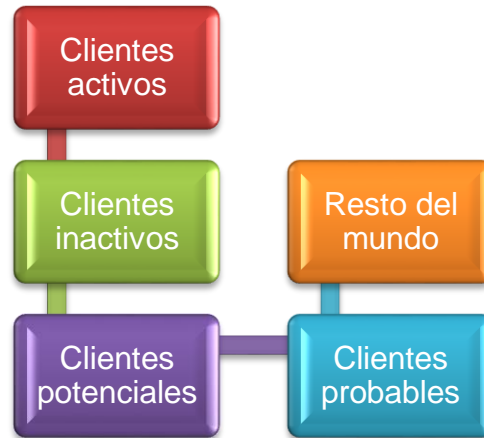 Clientes
activos
Clientes
inactivos
Clientes
potenciales
Clientes
probables
Resto del
mundo